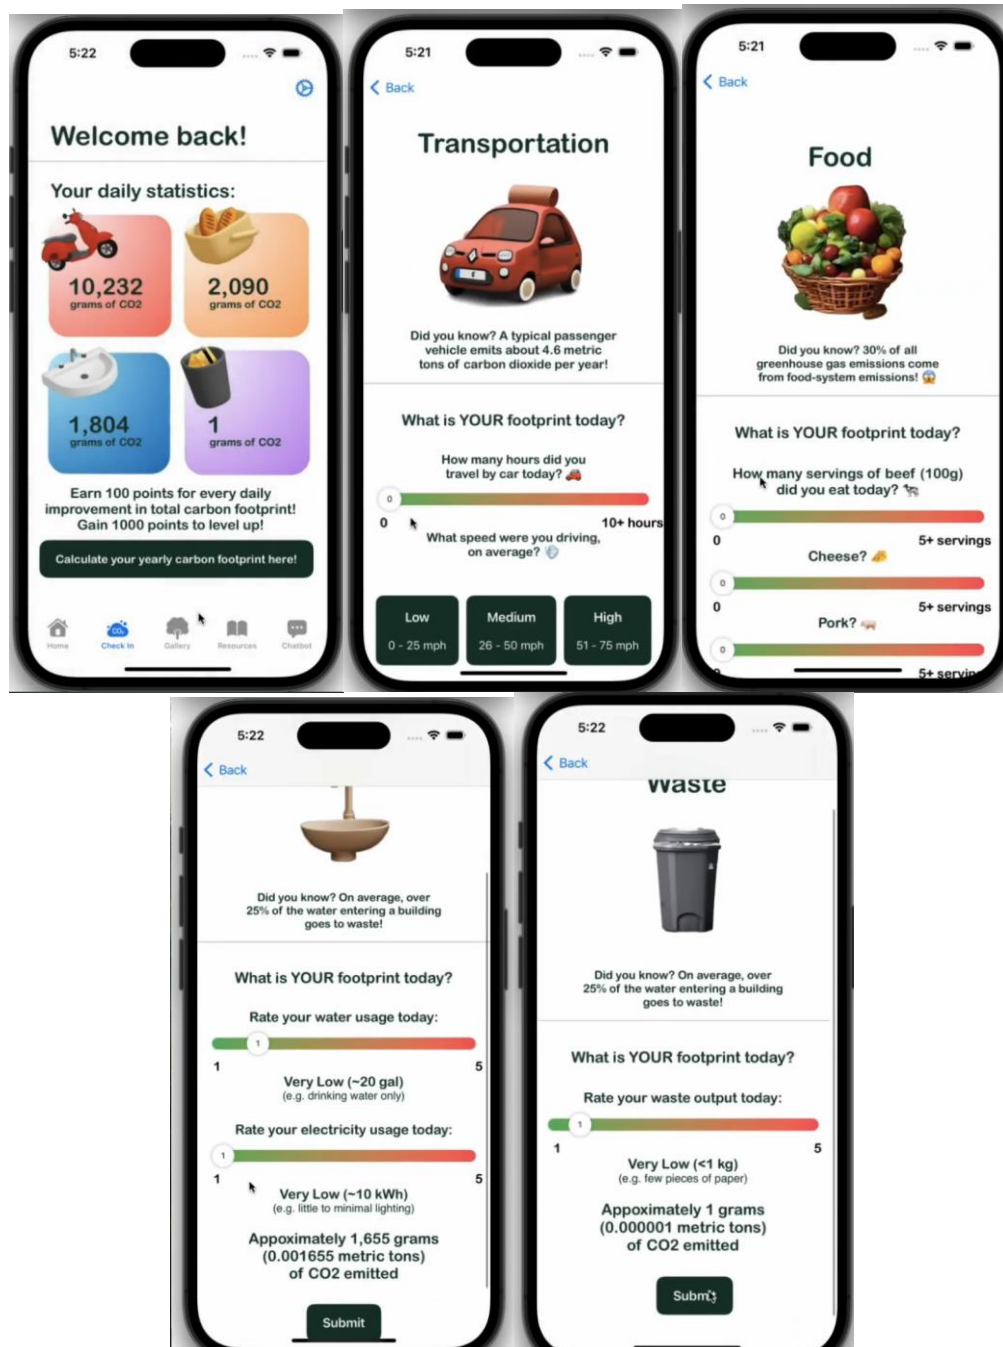 5:22
Welcome back!
Your daily statistics:
10,232
grams of CO2
2,090
grams of CO2
1,804
grams of CO2
1
grams of CO2
Earn 100 points for every daily
improvement in total carbon footprint!
Gain 1000 points to level up!
Calculate your yearly carbon footprint here!
Home
CO₂
Check In
Gallery
Resources
Chatbot
5:21
Back
Transportation
Did you know? A typical passenger
vehicle emits about 4.6 metric
tons of carbon dioxide per year!
What is YOUR footprint today?
How many hours did you
travel by car today? 🚗
0
0
10+ hours
What speed were you driving,
on average? 💨
Low
0 - 25 mph
Medium
26 - 50 mph
High
51 - 75 mph
5:21
Back
Food
Did you know? 30% of all
greenhouse gas emissions come
from food-system emissions! 😱
What is YOUR footprint today?
How many servings of beef (100g)
did you eat today? 🐄
0
0
5+ servings
Cheese? 🧀
0
0
5+ servings
Pork? 🐖
0
0
5+ serving
5:22
Back
Did you know? On average, over
25% of the water entering a building
goes to waste!
What is YOUR footprint today?
Rate your water usage today:
1
1
5
Very Low (~20 gal)
(e.g. drinking water only)
Rate your electricity usage today:
1
1
5
Very Low (~10 kWh)
(e.g. little to minimal lighting)
Appoximately 1,655 grams
(0.001655 metric tons)
of CO2 emitted
Submit
5:22
Back
Waste
Did you know? On average, over
25% of the water entering a building
goes to waste!
What is YOUR footprint today?
Rate your waste output today:
1
1
5
Very Low (<1 kg)
(e.g. few pieces of paper)
Appoximately 1 grams
(0.000001 metric tons)
of CO2 emitted
Submit